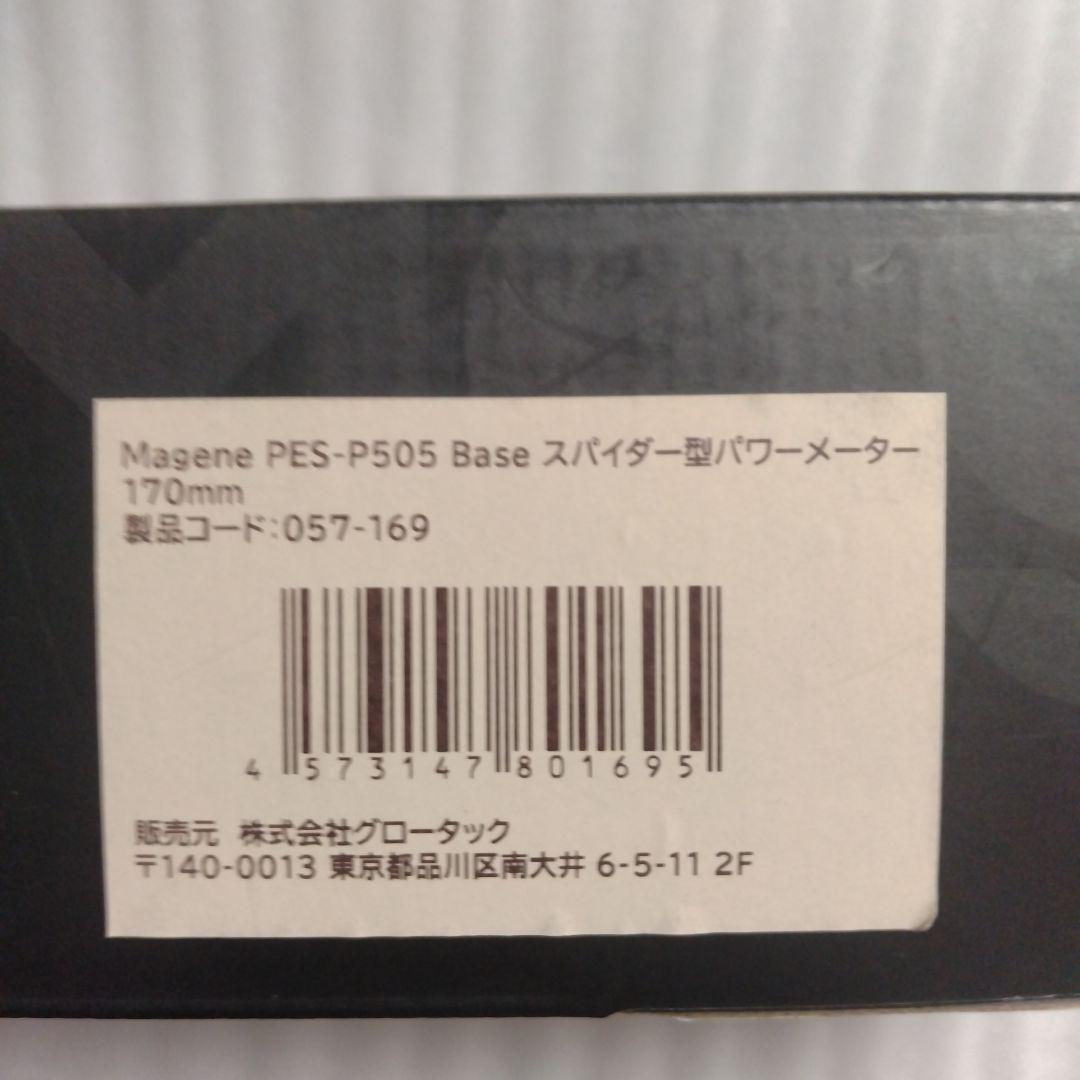 Magene PES-P505 Base スパイダー型パワーメーター
170mm
製品コード:057-169
4 573147 801695
販売元 株式会社グロータック
〒140-0013 東京都品川区南大井 6-5-11 2F